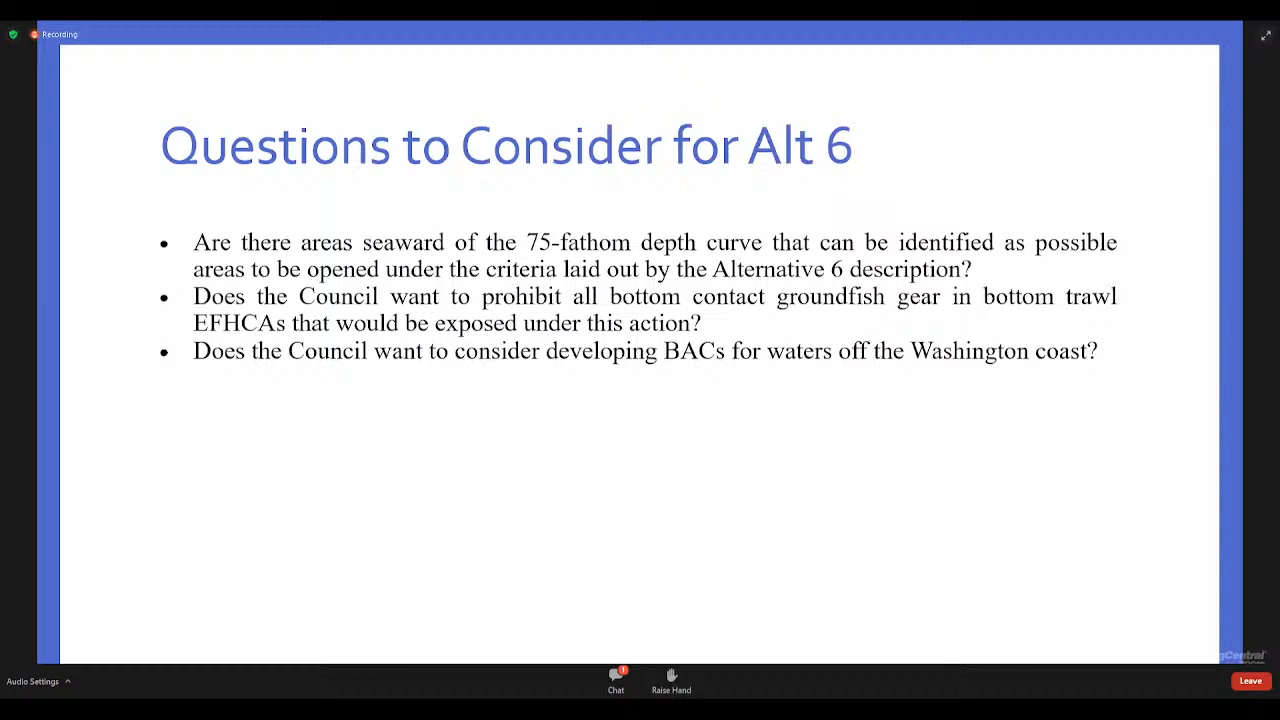 Recording
Questions to Consider for Alt 6
• Are there areas seaward of the 75-fathom depth curve that can be identified as possible
areas to be opened under the criteria laid out by the Alternative 6 description?
• Does the Council want to prohibit all bottom contact groundfish gear in bottom trawl
EFHCAs that would be exposed under this action?
• Does the Council want to consider developing BACs for waters off the Washington coast?
Audio Settings
1
Chat
Raise Hand
Leave